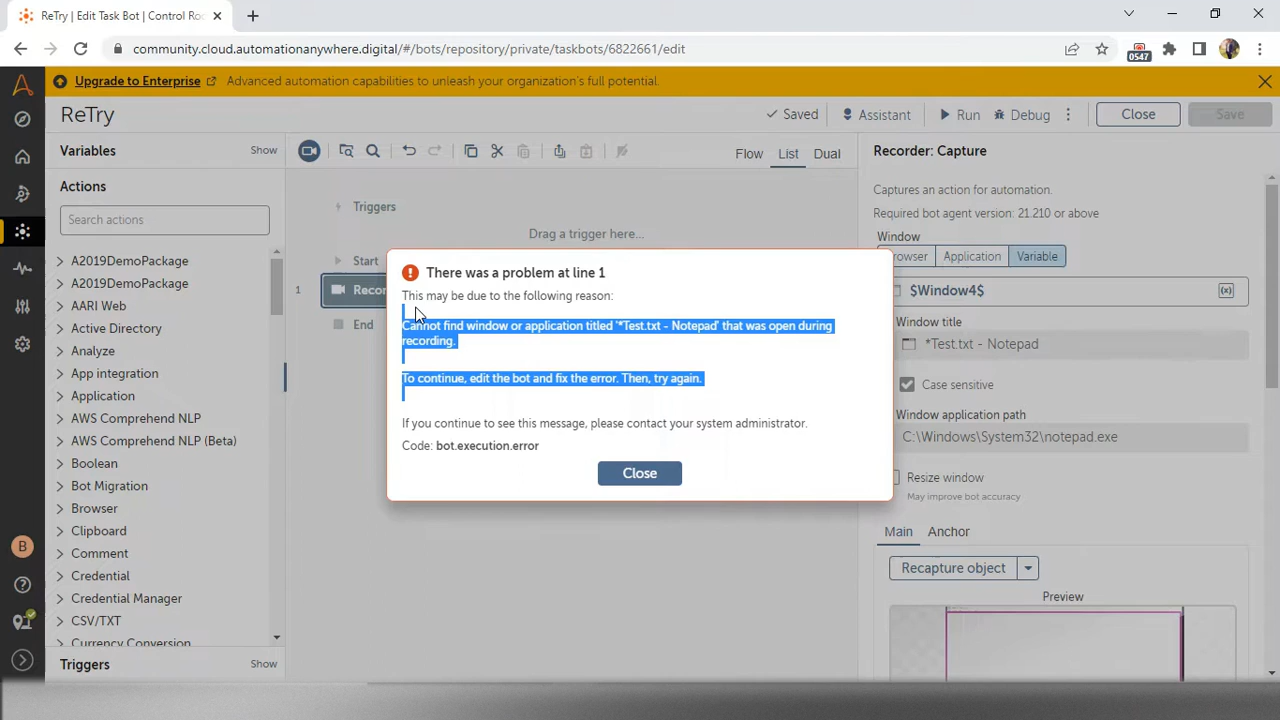 ReTry | Edit Task Bot | Control Ro
community.cloud.automationanywhere.digital/#/bots/repository/private/taskbots/6822661/edit
0547
Upgrade to Enterprise Advanced automation capabilities to unleash your organization's full potential.
ReTry
Saved
Assistant
Run
Debug
Close
Save
Variables
Show
Flow
List
Dual
Actions
Search actions
A2019DemoPackage
A2019DemoPackage
AARI Web
Active Directory
Analyze
App integration
Application
AWS Comprehend NLP
AWS Comprehend NLP (Beta)
Boolean
Bot Migration
Browser
Clipboard
Comment
Credential
Credential Manager
CSV/TXT
Currency Conversion
Triggers
Show
B
Triggers
Drag a trigger here...
Start
1
Recor
End
There was a problem at line 1
This may be due to the following reason:
Cannot find window or application titled '*Test.txt - Notepad' that was open during
recording.
To continue, edit the bot and fix the error. Then, try again.
If you continue to see this message, please contact your system administrator.
Code: bot.execution.error
Close
Recorder: Capture
Captures an action for automation.
Required bot agent version: 21.210 or above
Window
rowser
Application
Variable
$Window4$
(x)
Window title
*Test.txt - Notepad
Case sensitive
Window application path
C:\Windows\System32\notepad.exe
Resize window
May improve bot accuracy
Main
Anchor
Recapture object
Preview